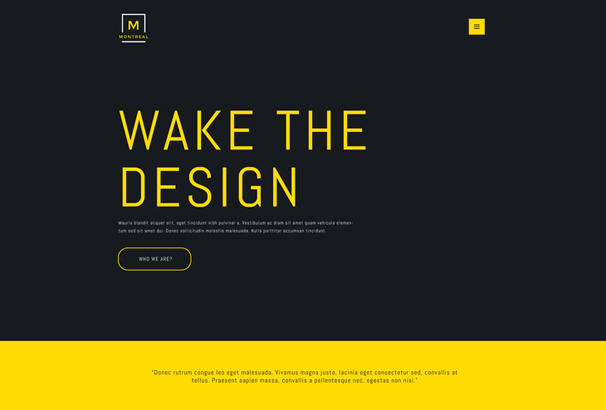 M
MONTREAL
WAKE THE
DESIGN
Mauris blandit aliquet elit, eget tincidunt nibh pulvinar a. Vestibulum ac diam sit amet quam vehicula elemen-
tum sed sit amet dui. Donec sollicitudin molestie malesuada. Nulla porttitor accumsan tincidunt.
WHO WE ARE?
"Donec rutrum congue leo eget malesuada. Vivamus magna justo, lacinia eget consectetur sed, convallis at
tellus. Praesent sapien massa, convallis a pellentesque nec, egestas non nisi."